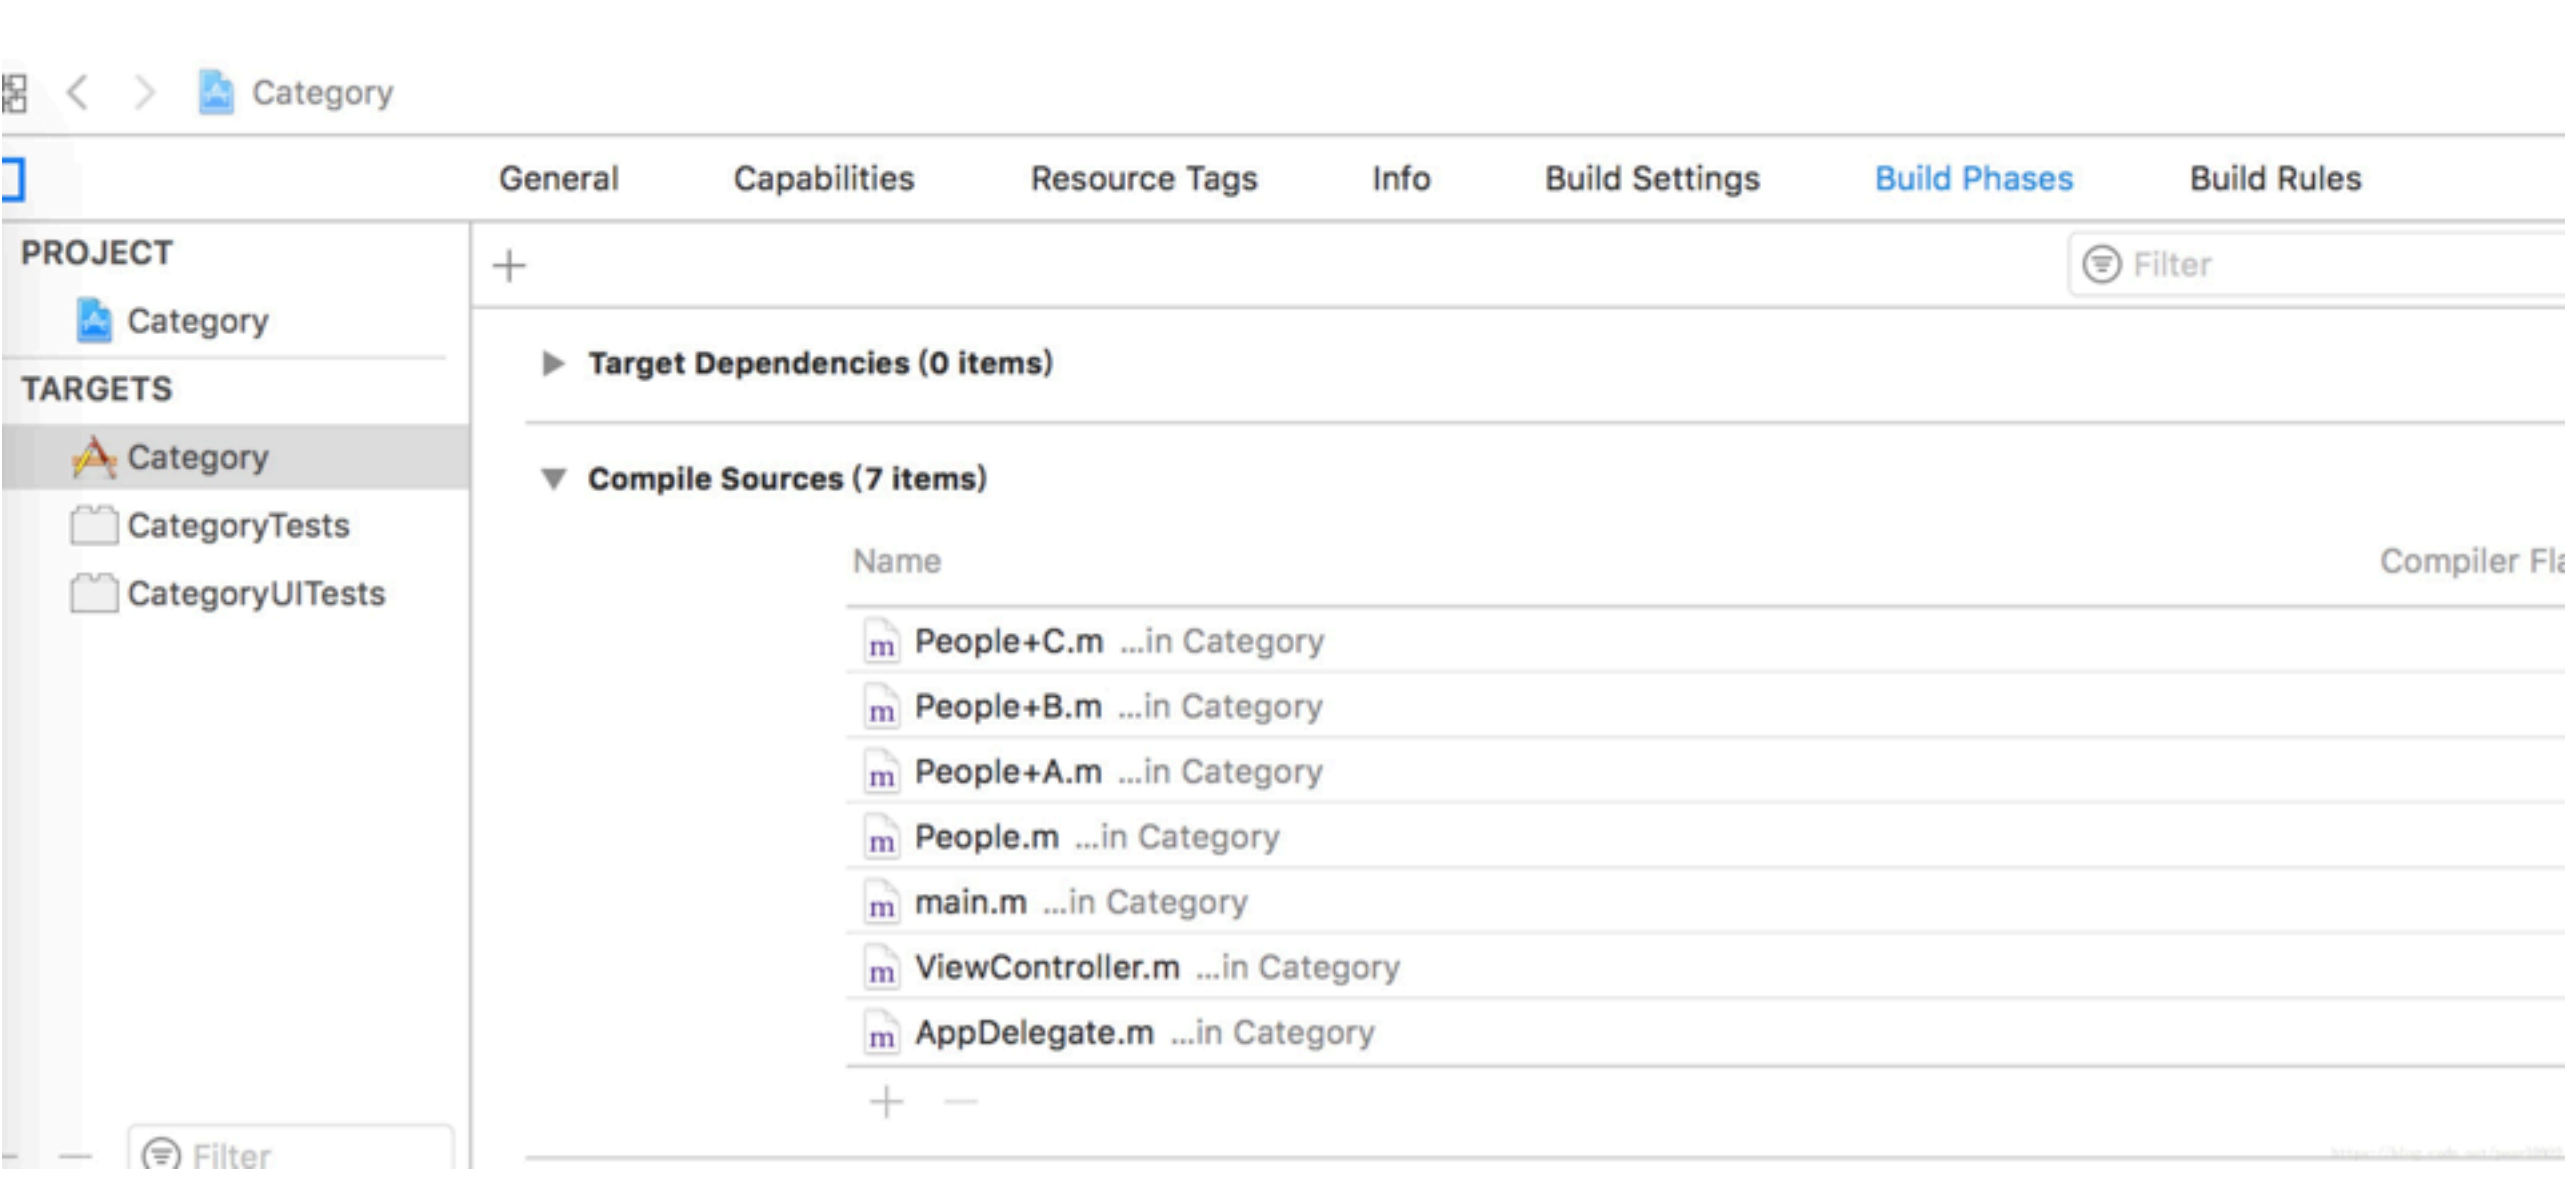 Category
General Capabilities Resource Tags Info Build Settings Build Phases Build Rules
PROJECT
Category
TARGETS
Category
CategoryTests
CategoryUITests
Filter
+
Filter
Target Dependencies (0 items)
Compile Sources (7 items)
Name Compiler
m People+C.m ...in Category
m People+B.m ...in Category
m People+A.m ...in Category
m People.m ...in Category
m main.m ...in Category
m ViewController.m ...in Category
m AppDelegate.m ...in Category
+ −